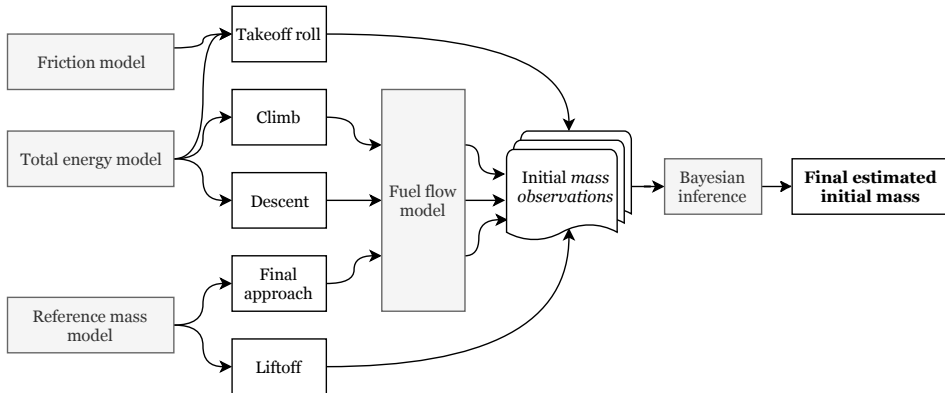 Friction model
Total energy model
Reference mass
model
Takeoff roll
Climb
Descent
Final
approach
Liftoff
Fuel flow
model
Initial mass
observations
Bayesian
inference
Final estimated
initial mass